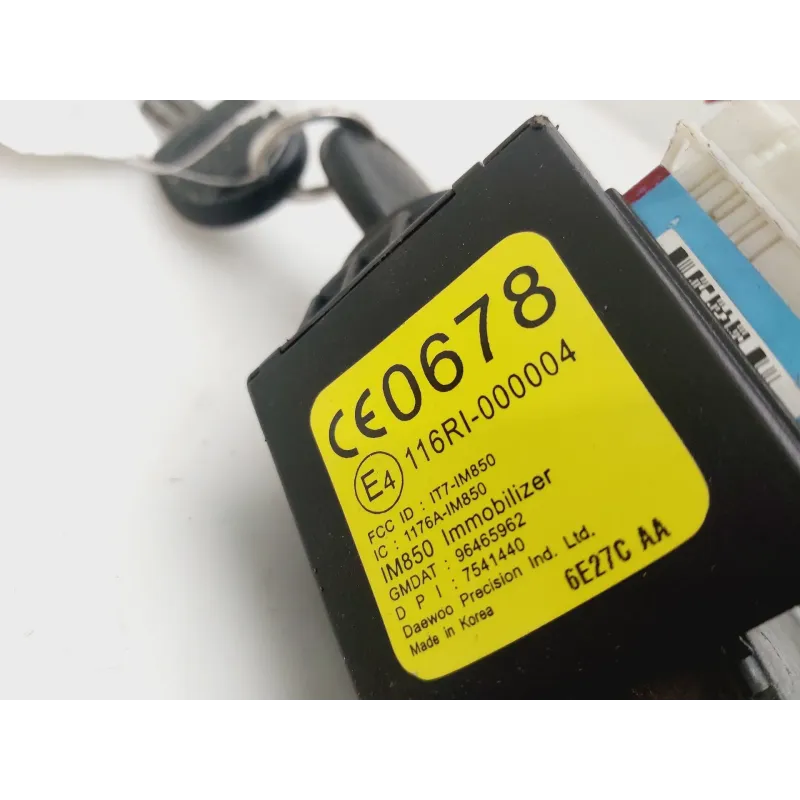 CE0678
E4 116RI-000004
FCC ID : IT7-IM850
IC : 1176A-IM850
IM850 Immobilizer
GMDAT : 96465962
D P I : 7541440
Daewoo Precision Ind. Ltd.
Made in Korea
6E27C AA